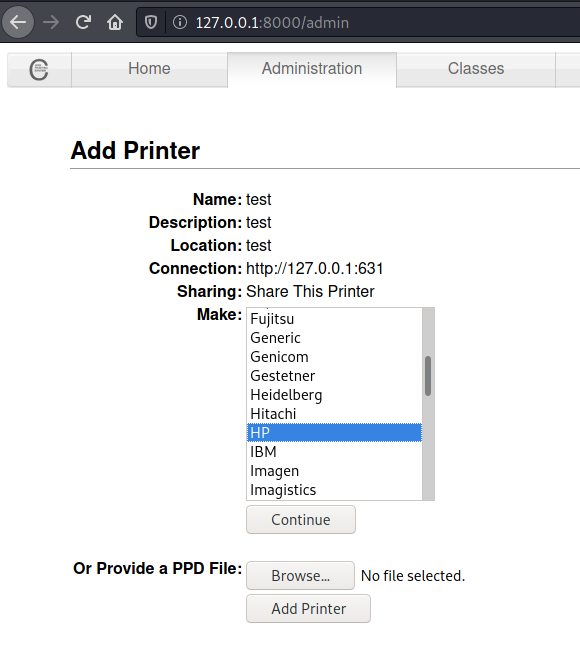 127.0.0.1:8000/admin
Home Administration Classes
Add Printer
Name: test
Description: test
Location: test
Connection: http://127.0.0.1:631
Sharing: Share This Printer
Make:
Fujitsu
Generic
Genicom
Gestetner
Heidelberg
Hitachi
HP
IBM
Imagen
Imagistics
Continue
Or Provide a PPD File: Browse... No file selected.
Add Printer